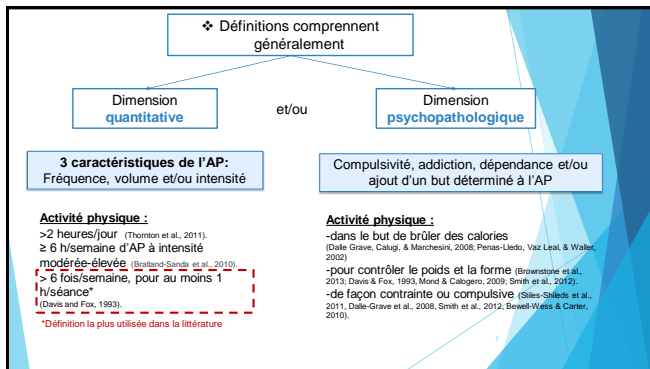 ❖ Définitions comprennent
généralement
Dimension
quantitative
et/ou
Dimension
psychopathologique
3 caractéristiques de l'AP:
Fréquence, volume et/ou intensité
Activité physique :
>2 heures/jour (Thornton et al., 2011).
≥ 6 h/semaine d'AP à intensité
modérée-élevée (Bratland-Sanda et al., 2010).
> 6 fois/semaine, pour au moins 1
h/séance*
(Davis and Fox, 1993).
*Définition la plus utilisée dans la littérature
Compulsivité, addiction, dépendance et/ou
ajout d'un but déterminé à l'AP
Activité physique :
-dans le but de brûler des calories
(Dalle Grave, Calugi, & Marchesini, 2008; Penas-Lledo, Vaz Leal, & Waller,
2002)
-pour contrôler le poids et la forme (Brownstone et al.,
2013; Davis & Fox, 1993, Mond & Calogero, 2009; Smith et al., 2012).
-de façon contrainte ou compulsive (Stiles-Shileds et al.,
2011, Dalle-Grave et al., 2008, Smith et al., 2012, Bewell-Wess & Carter,
2010).
7